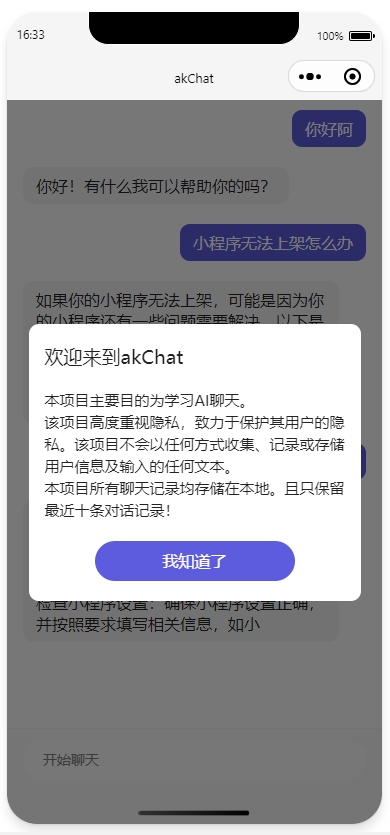 16:33
100%
akChat
你好阿
你好！有什么我可以帮助你的吗？
小程序无法上架怎么办
如果你的小程序无法上架，可能是因为你
的小程序还有一些问题需要解决，以下是
欢迎来到akChat
本项目主要目的为学习AI聊天。
该项目高度重视隐私，致力于保护其用户的隐
私。该项目不会以任何方式收集、记录或存储
用户信息及输入的任何文本。
本项目所有聊天记录均存储在本地。且只保留
最近十条对话记录！
我知道了
检查小程序设置：确保小程序设置正确，
并按照要求填写相关信息，如小
开始聊天